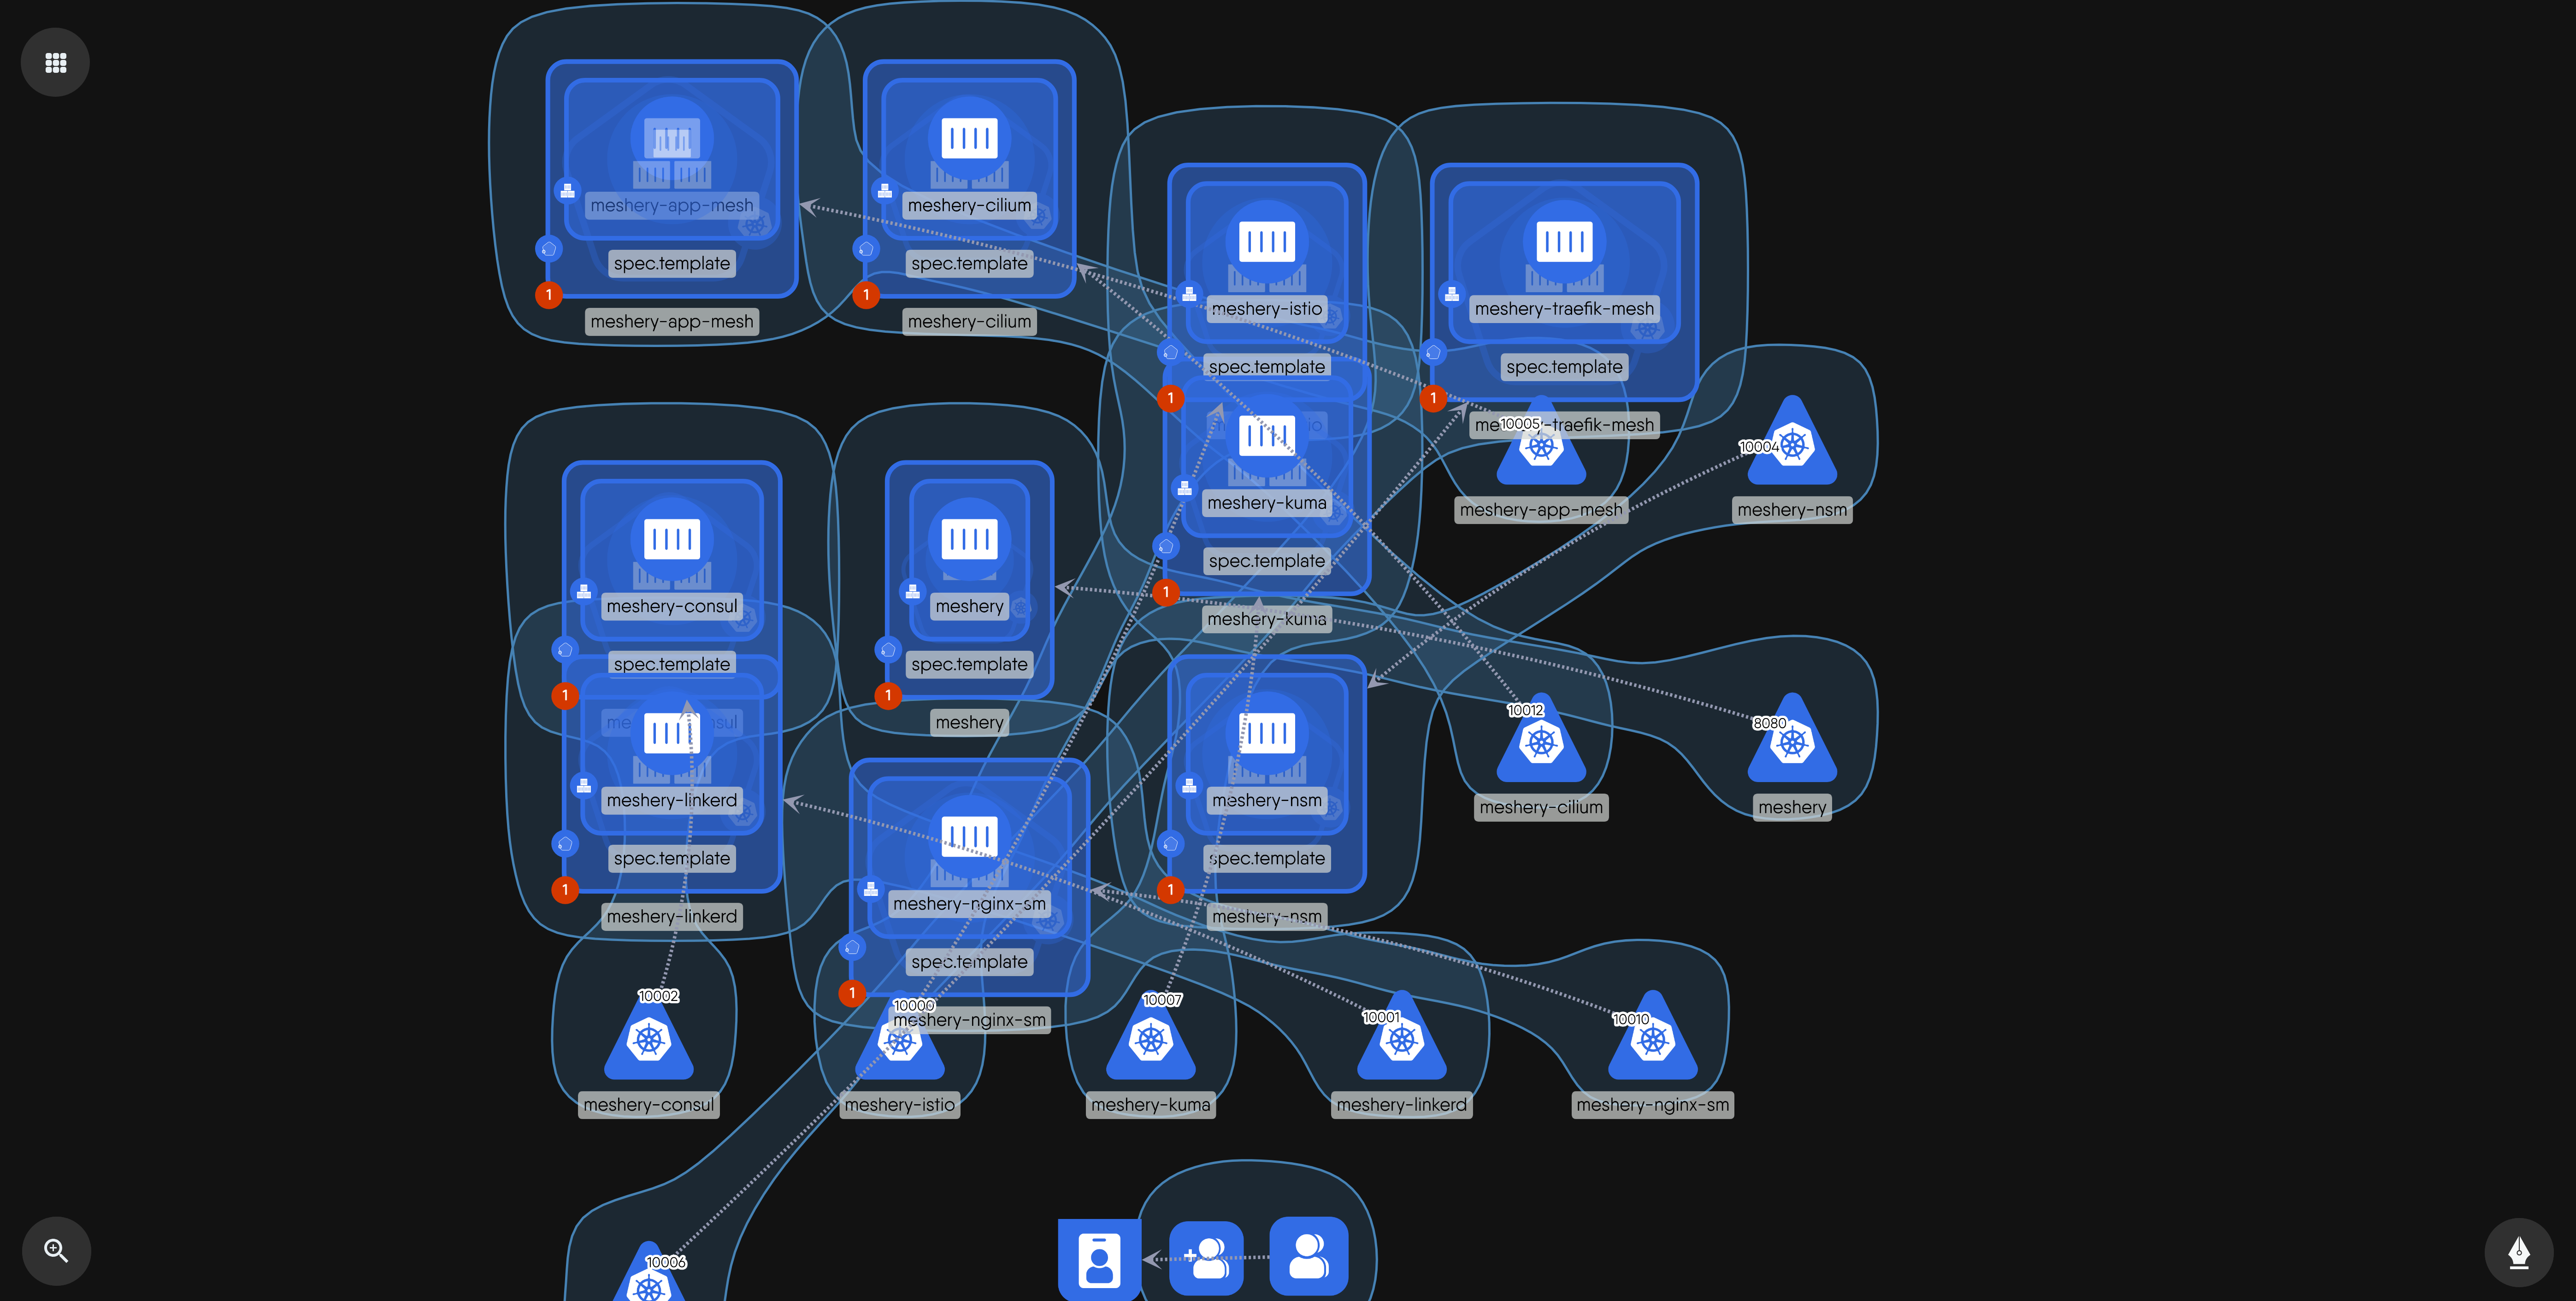 meshery-app-mesh
spec.template
1
meshery-app-mesh
meshery-cilium
spec.template
1
meshery-cilium
meshery-istio
spec.template
1
meshery-traefik-mesh
spec.template
1
meshery-traefik-mesh
10005
meshery-app-mesh
10004
meshery-nsm
meshery-kuma
spec.template
1
meshery-kuma
meshery-consul
spec.template
1
meshery
spec.template
1
meshery
meshery-linkerd
spec.template
1
meshery-linkerd
meshery-nsm
spec.template
1
meshery-nsm
10012
meshery-cilium
8080
meshery
meshery-nginx-sm
spec.template
1
meshery-nginx-sm
10002
meshery-consul
10000
meshery-istio
10007
meshery-kuma
10001
meshery-linkerd
10010
meshery-nginx-sm
10006